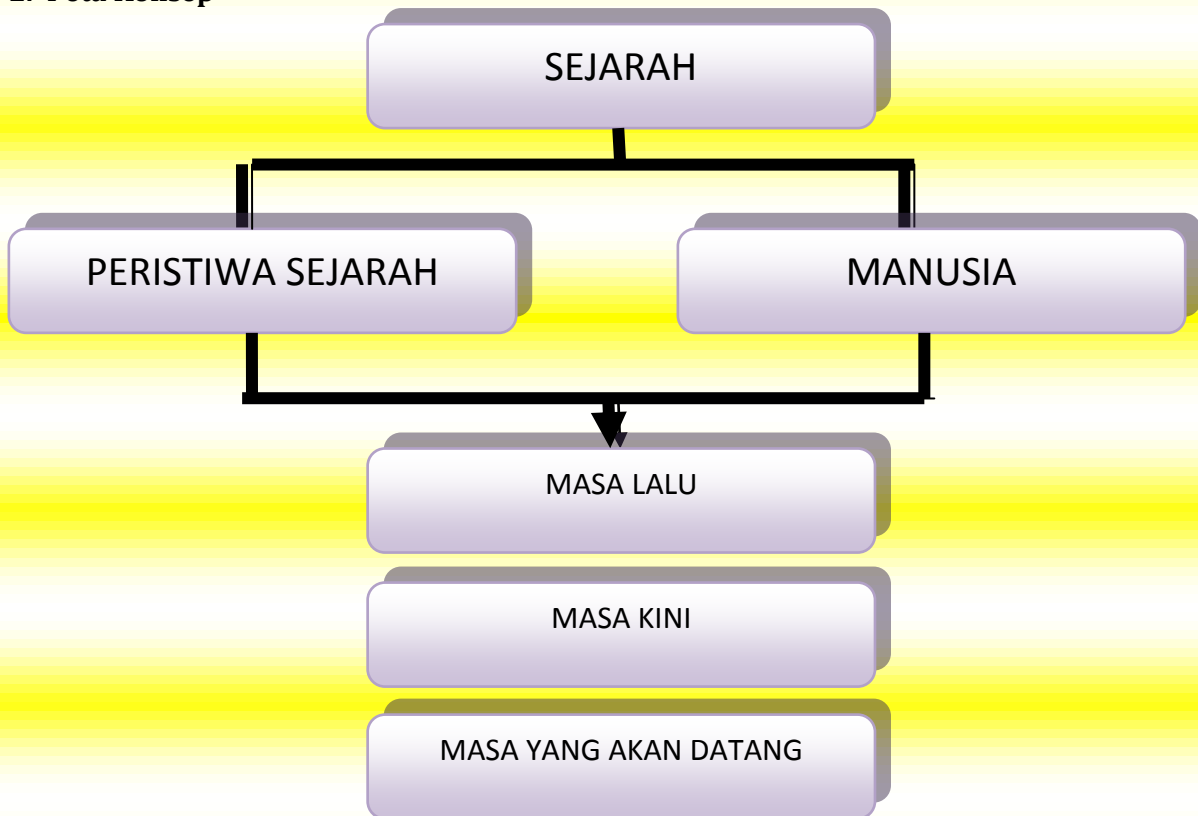 SEJARAH
PERISTIWA SEJARAH
MANUSIA
MASA LALU
MASA KINI
MASA YANG AKAN DATANG